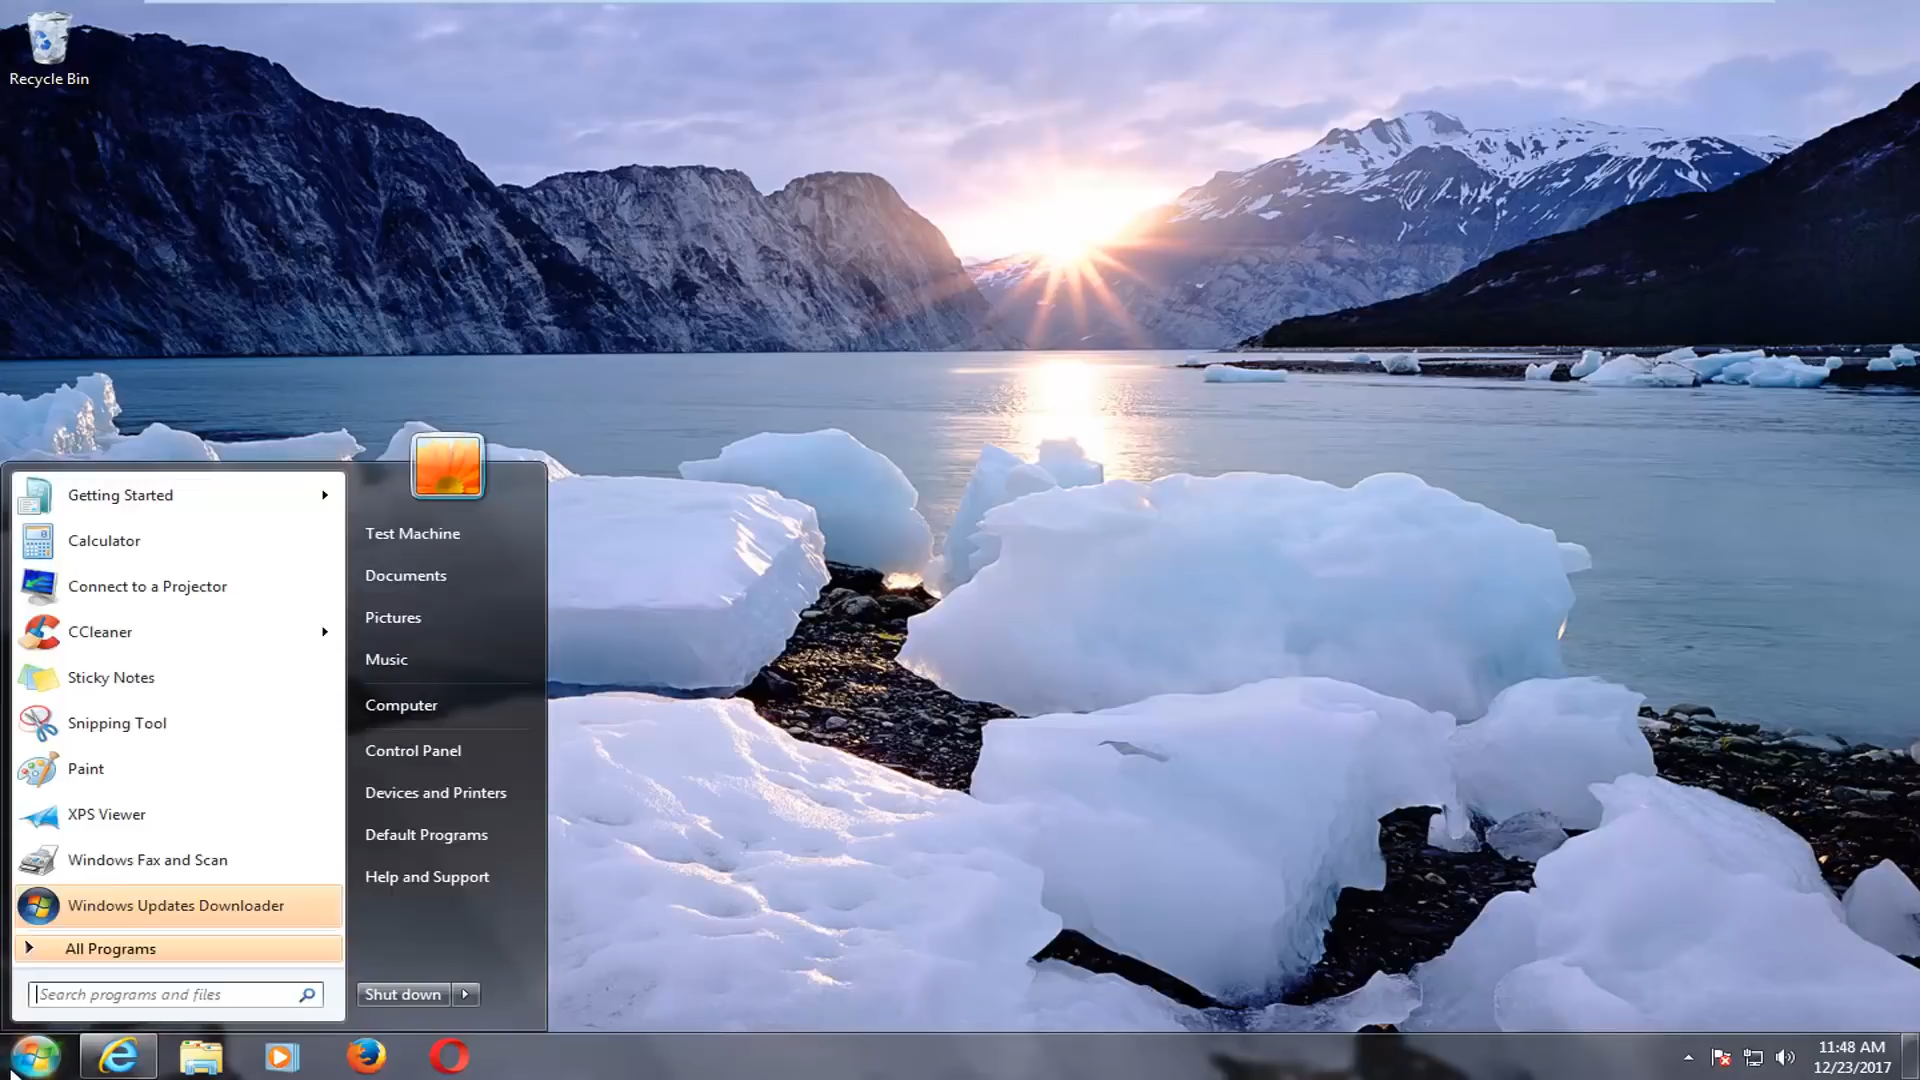 Recycle Bin
Getting Started
Calculator
Connect to a Projector
CCleaner
Sticky Notes
Snipping Tool
Paint
XPS Viewer
Windows Fax and Scan
Windows Updates Downloader
All Programs
Search programs and files
Test Machine
Documents
Pictures
Music
Computer
Control Panel
Devices and Printers
Default Programs
Help and Support
Shut down
11:48 AM
12/23/2017